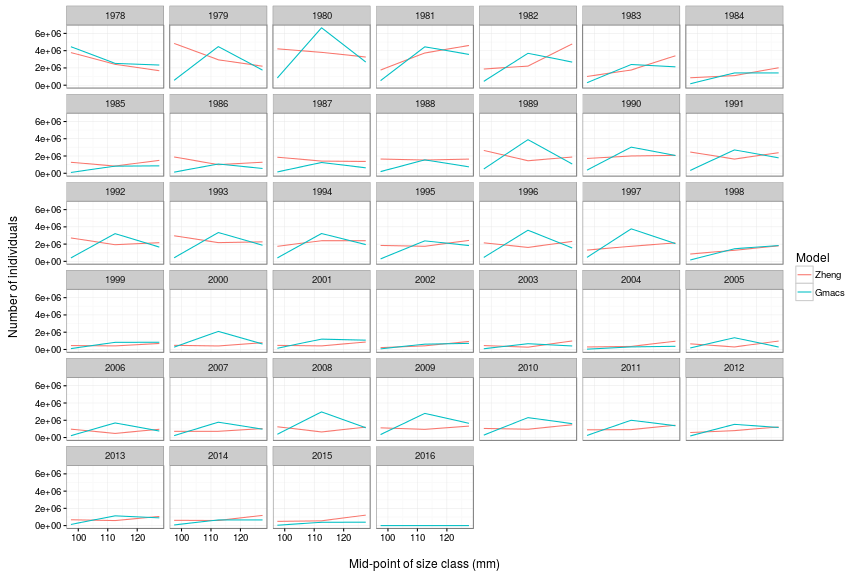 1978 1979 1980 1981 1982 1983 1984
6e+06
4e+06
2e+06
0e+00
1985 1986 1987 1988 1989 1990 1991
6e+06
4e+06
2e+06
0e+00
1992 1993 1994 1995 1996 1997 1998
6e+06
4e+06
2e+06
0e+00
1999 2000 2001 2002 2003 2004 2005
6e+06
4e+06
2e+06
0e+00
2006 2007 2008 2009 2010 2011 2012
6e+06
4e+06
2e+06
0e+00
2013 2014 2015 2016
6e+06
4e+06
2e+06
0e+00
100 110 120 100 110 120 100 110 120 100 110 120
Mid-point of size class (mm)
Number of inidividuals
Model
Zheng
Gmacs